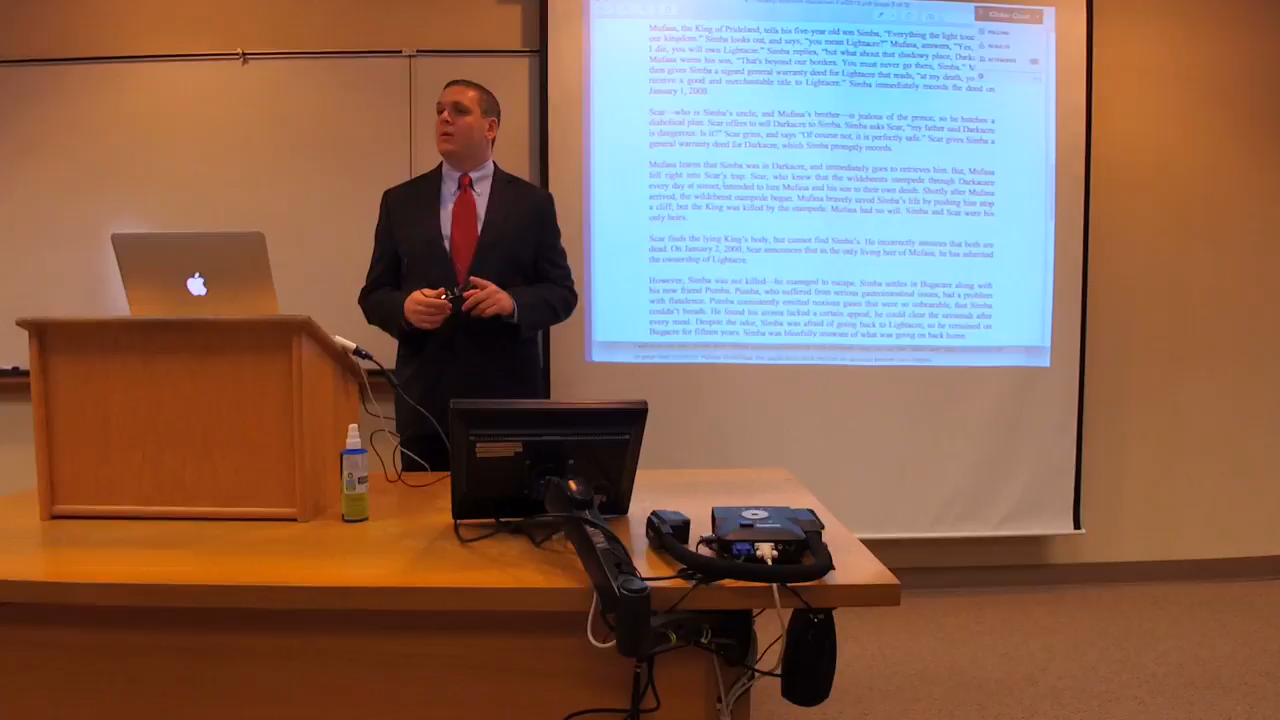 iClicker Cloud
POLLING
Mufasa, the King of Prideland, tells his five-year old son Simba, "Everything the light touc
our kingdom." Simba looks out, and says, "you mean Lightacre?" Mufasa, answers, "Yes,
I die, you will own Lightacre." Simba replies, "but what about that shadowy place, Dark
Mufasa warns his son, "That's beyond our borders. You must never go there, Simba."
then gives Simba a signed general warranty deed for Lightacre that reads, "at my death, yo
receive a good and merchantable title to Lightacre." Simba immediately records the deed on
January 1, 2000.
Scar—who is Simba's uncle, and Mufasa's brother—is jealous of the prince, so he hatches a
diabolical plan. Scar offers to sell Darkacre to Simba. Simba asks Scar, "my father said Darkacre
is dangerous. Is it?" Scar grins, and says "Of course not, it is perfectly safe." Scar gives Simba a
general warranty deed for Darkacre, which Simba promptly records.
Mufasa learns that Simba was in Darkacre, and immediately goes to retrieves him. But, Mufasa
fell right into Scar's trap. Scar, who knew that the wildebeests stampede through Darkacre
every day at sunset, intended to lure Mufasa and his son to their own death. Shortly after Mufasa
arrived, the wildebeest stampede began. Mufasa bravely saved Simba's life by pushing him atop
a cliff; but the King was killed by the stampede. Mufasa had no will. Simba and Scar were his
only heirs.
Scar finds the lying King's body, but cannot find Simba's. He incorrectly assumes that both are
dead. On January 2, 2000, Scar announces that as the only living heir of Mufasa, he has inherited
the ownership of Lightacre.
However, Simba was not killed—he managed to escape. Simba settles in Bugacre along with
his new friend Pumba. Pumba, who suffered from serious gastrointestinal issues, had a problem
with flatulence. Pumba consistently emitted noxious gases that were so unbearable, that Simba
couldn't breath. He found his aroma lacked a certain appeal, he could clear the savannah after
every meal. Despite the odor, Simba was afraid of going back to Lightacre, so he remained on
Bugacre for fifteen years. Simba was blissfully unaware of what was going on back home.